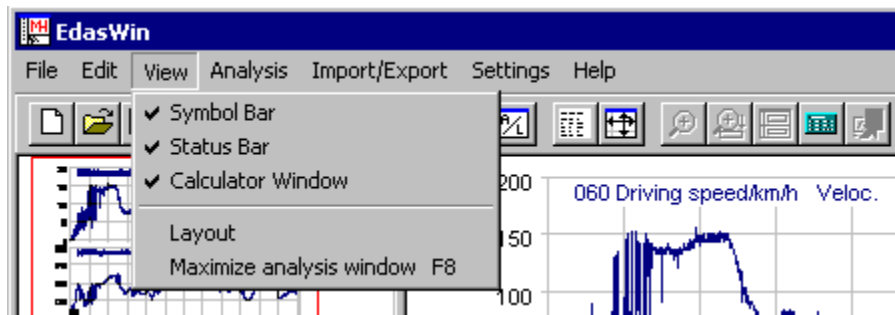 EdasWin
File Edit View Analysis Import/Export Settings Help
Symbol Bar
Status Bar
Calculator Window
Layout
Maximize analysis window F8
200
060 Driving speed/km/h Veloc.
150
100